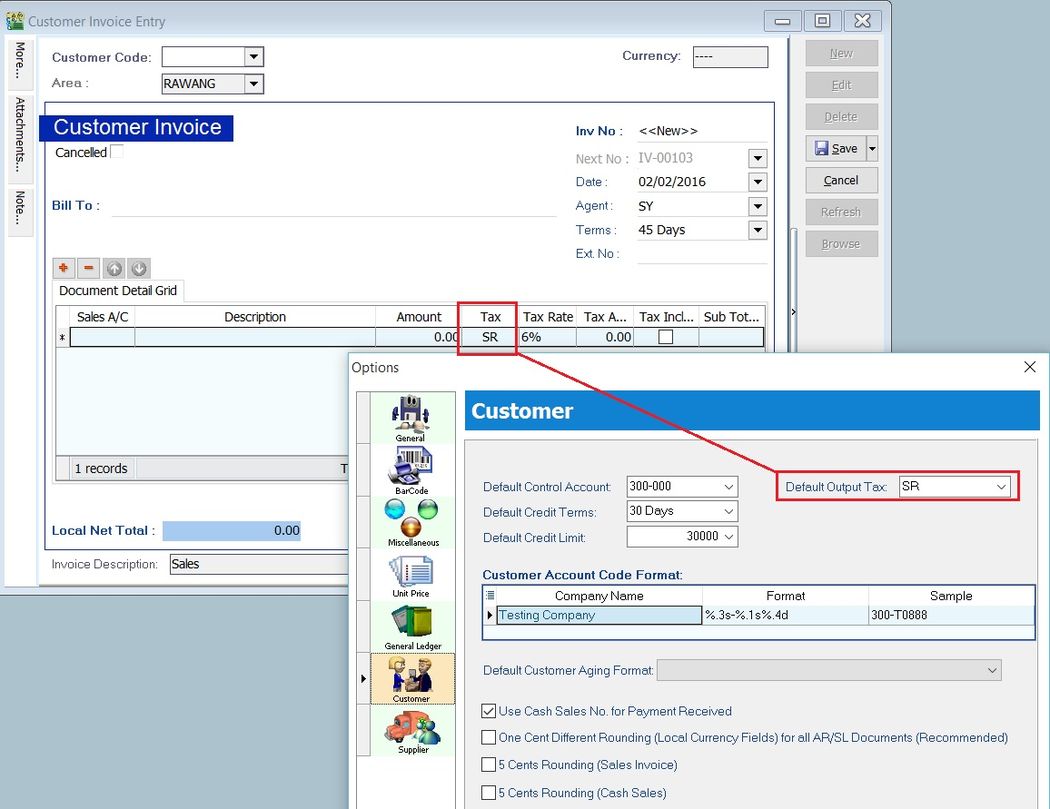 Customer Invoice Entry
More...
Attachments...
Note...
Customer Code:
Currency: ----
Area : RAWANG
Customer Invoice
Cancelled
Inv No : <<New>>
Next No : IV-00103
Date : 02/02/2016
Bill To :
Agent : SY
Terms : 45 Days
Ext. No :
New
Edit
Delete
Save
Cancel
Refresh
Browse
Document Detail Grid
Sales A/C Description Amount Tax Tax Rate Tax A... Tax Incl... Sub Tot...
* 0.00 SR 6% 0.00
1 records T
Local Net Total : 0.00
Invoice Description: Sales
Options
General
BarCode
Miscellaneous
Unit Price
General Ledger
Customer
Supplier
Customer
Default Control Account: 300-000
Default Output Tax: SR
Default Credit Terms: 30 Days
Default Credit Limit: 30000
Customer Account Code Format:
Company Name Format Sample
Testing Company %.3s-%.1s%.4d 300-T0888
Default Customer Aging Format:
Use Cash Sales No. for Payment Received
One Cent Different Rounding (Local Currency Fields) for all AR/SL Documents (Recommended)
5 Cents Rounding (Sales Invoice)
5 Cents Rounding (Cash Sales)